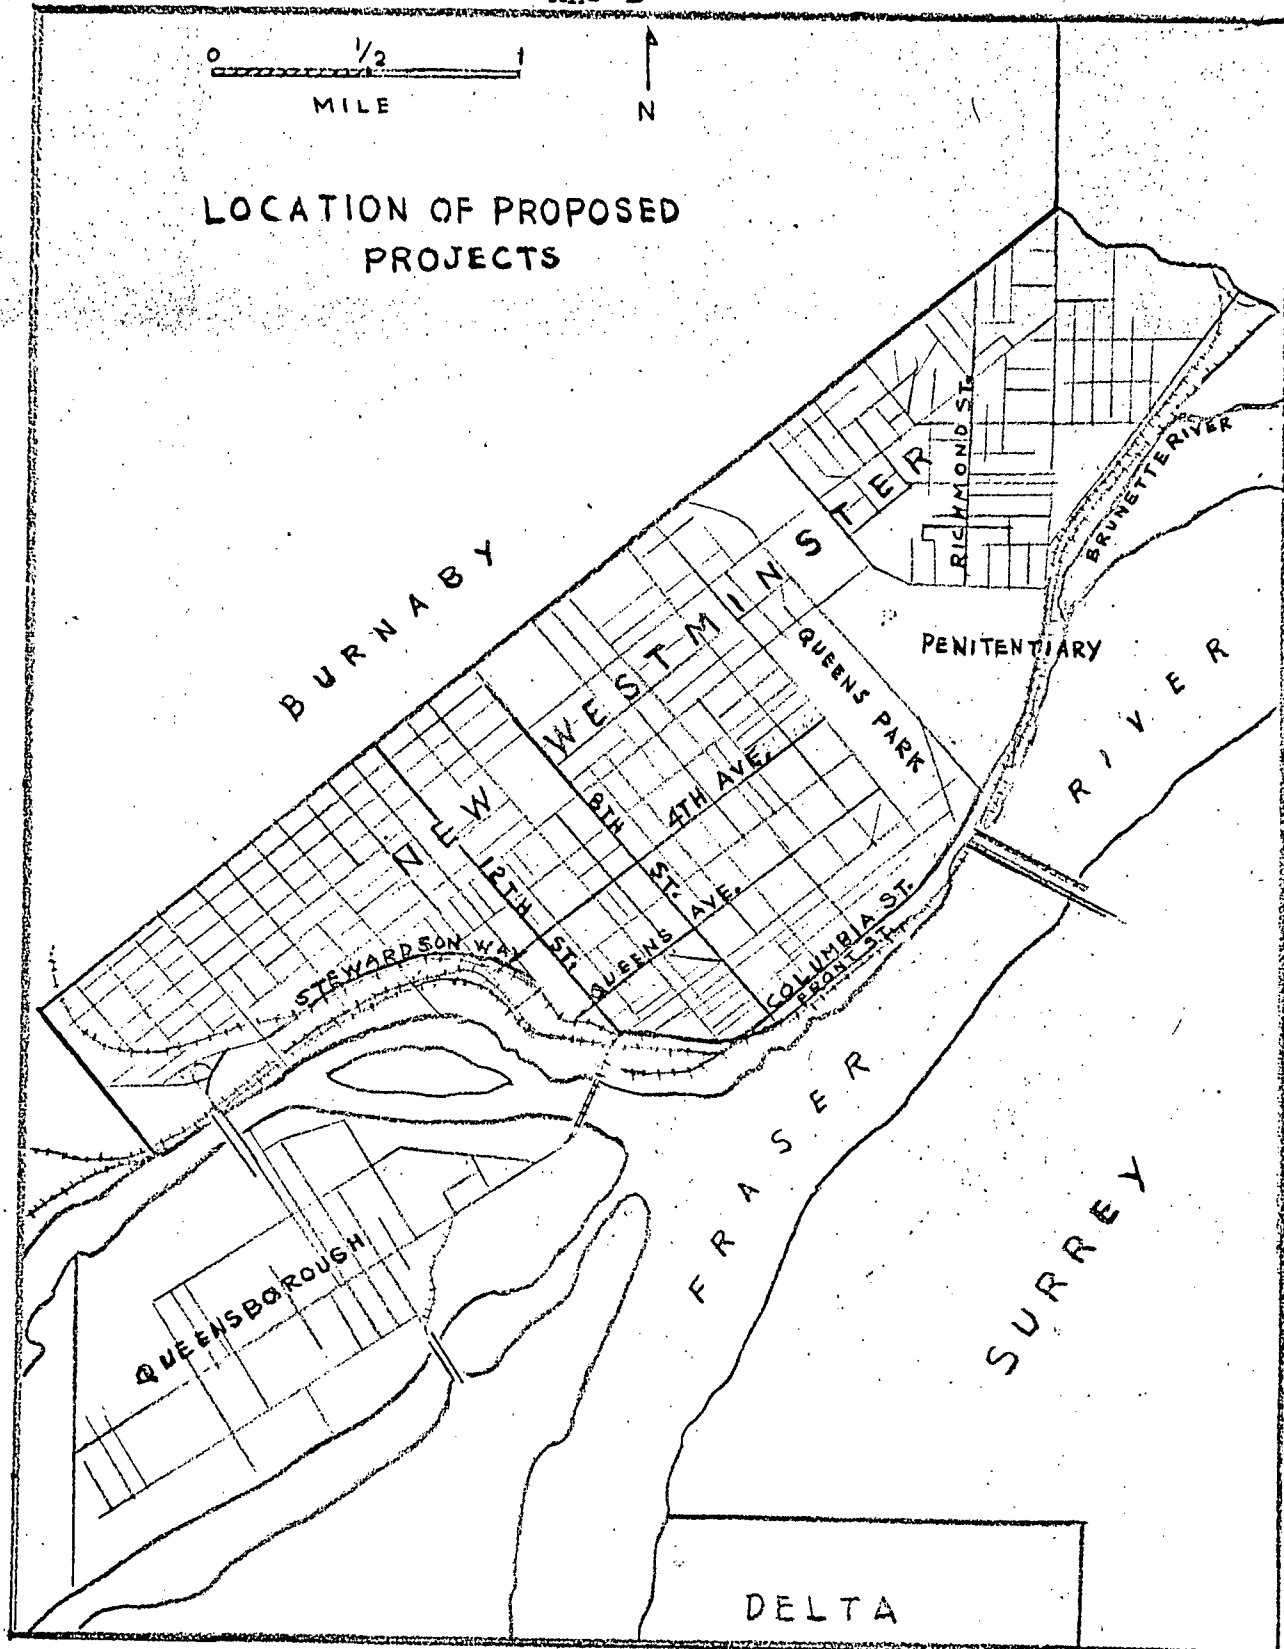 0 1/2 1
MILE
N
LOCATION OF PROPOSED
PROJECTS
BURNABY
NEW WESTMINSTER
RICHMOND ST.
BRUNETTE RIVER
PENITENTIARY
QUEENS PARK
4TH AVE.
8TH ST.
12TH ST.
QUEENS AVE.
COLUMBIA ST.
FRONT ST.
STEWARDSON WAY
FRASER RIVER
QUEENSBOROUGH
SURREY
DELTA